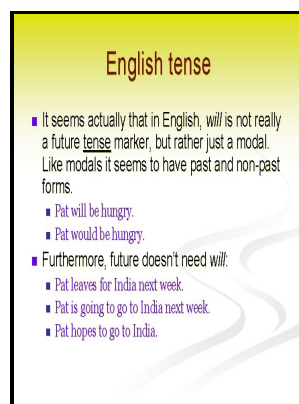 English tense
It seems actually that in English, will is not really
a future tense marker, but rather just a modal.
Like modals it seems to have past and non-past
forms.
Pat will be hungry.
Pat would be hungry.
Furthermore, future doesn't need will:
Pat leaves for India next week.
Pat is going to go to India next week.
Pat hopes to go to India.